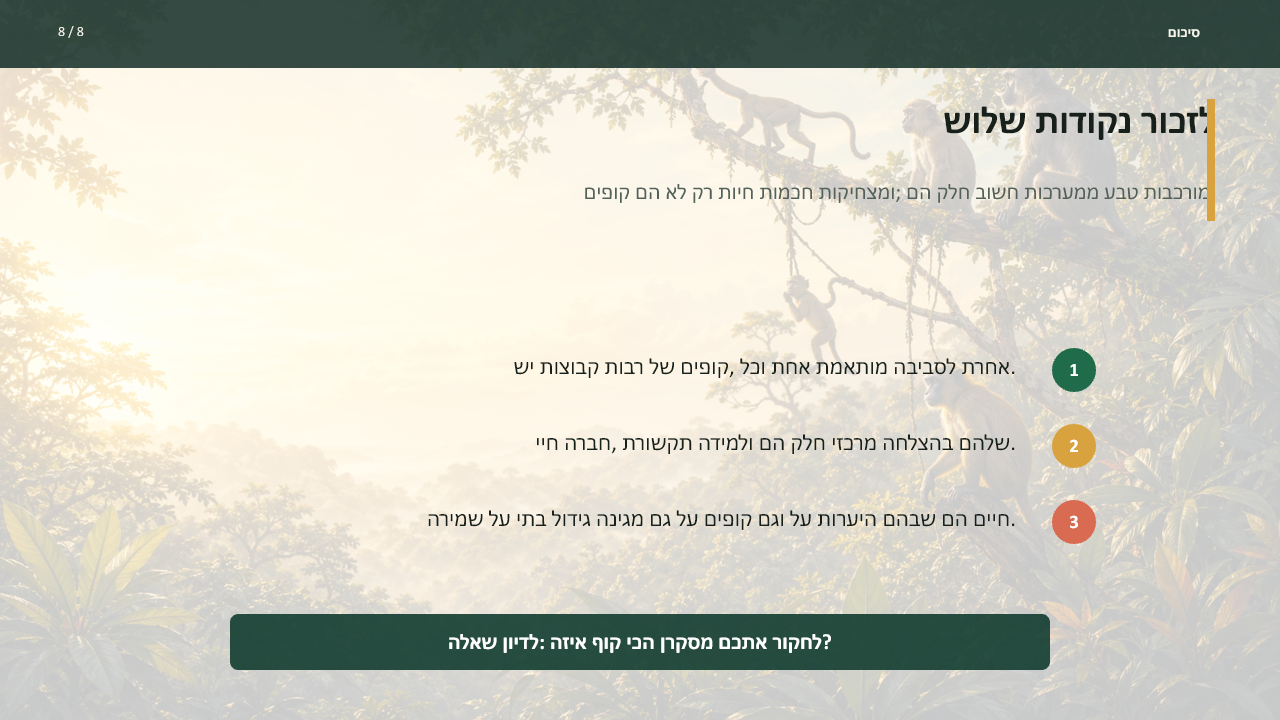 סיכום
8 / 8
לזכור נקודות שלוש
מורכבות טבע ממערכות חשוב חלק הם ;ומצחיקות חכמות חיות רק לא הם קופים
1
.אחרת לסביבה מותאמת אחת וכל ,קופים של רבות קבוצות יש
2
.שלהם בהצלחה מרכזי חלק הם ולמידה תקשורת ,חברה חיי
3
.חיים הם שבהם היערות על וגם קופים על גם מגינה גידול בתי על שמירה
?לחקור אתכם מסקרן הכי קוף איזה :לדיון שאלה